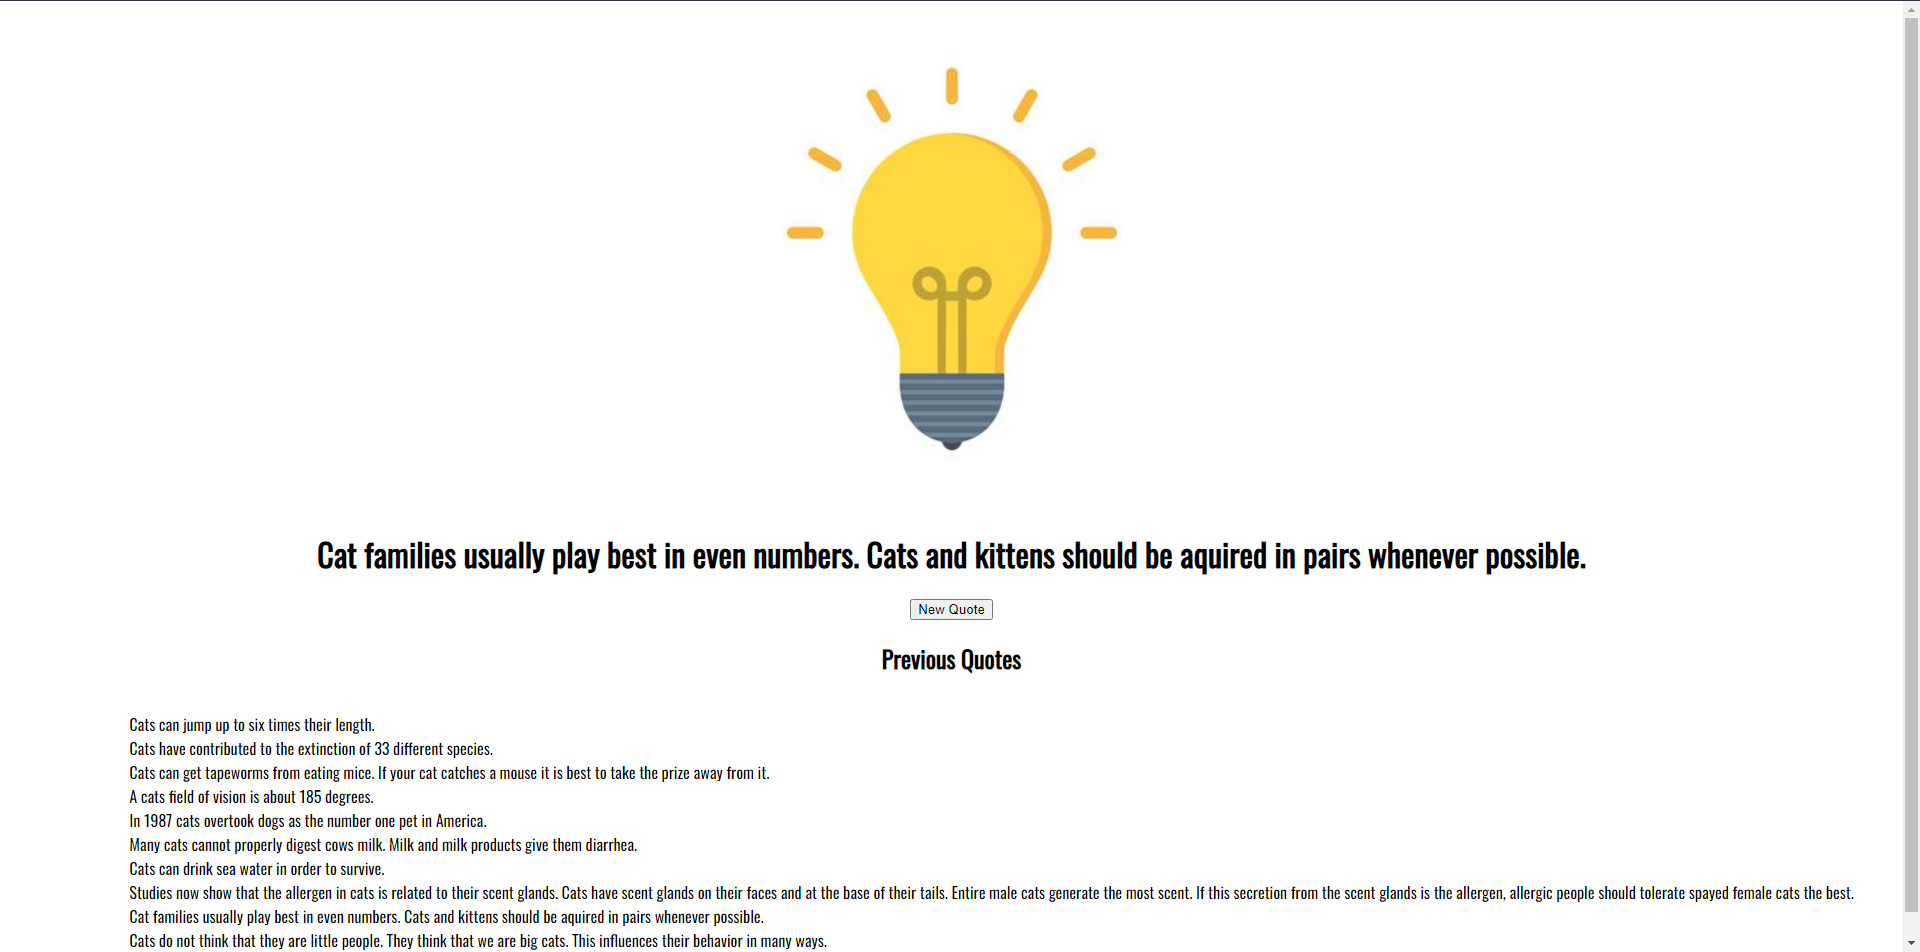 Cat families usually play best in even numbers. Cats and kittens should be aquired in pairs whenever possible.
New Quote
Previous Quotes
Cats can jump up to six times their length.
Cats have contributed to the extinction of 33 different species.
Cats can get tapeworms from eating mice. If your cat catches a mouse it is best to take the prize away from it.
A cats field of vision is about 185 degrees.
In 1987 cats overtook dogs as the number one pet in America.
Many cats cannot properly digest cows milk. Milk and milk products give them diarrhea.
Cats can drink sea water in order to survive.
Studies now show that the allergen in cats is related to their scent glands. Cats have scent glands on their faces and at the base of their tails. Entire male cats generate the most scent. If this secretion from the scent glands is the allergen, allergic people should tolerate spayed female cats the best.
Cat families usually play best in even numbers. Cats and kittens should be aquired in pairs whenever possible.
Cats do not think that they are little people. They think that we are big cats. This influences their behavior in many ways.